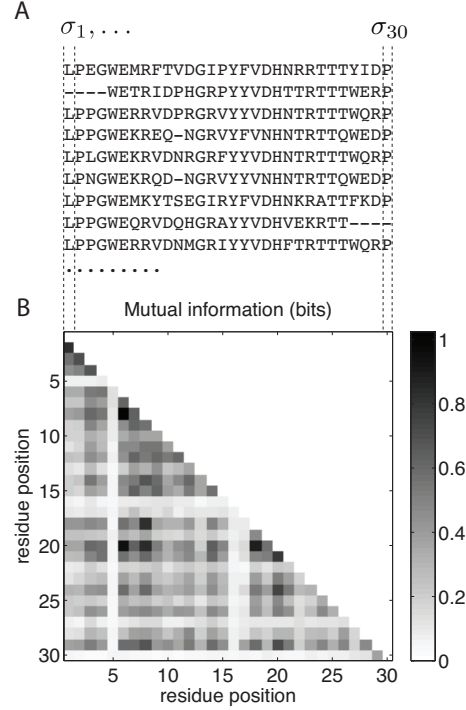 A
σ1, ... σ30
LPEGWEMRFTVDGIPYFVDHNRRTTTYIDP
----WETRIDPHGRPYYVDHTTRTTTWERP
LPPGWERRVDPRGRVYYVDHNTRTTTWQRP
LPPGWEKREQ-NGRVYFVNHNTRTTQWEDP
LPLGWEKRVDNRGRFYYVDHNTRTTTWQRP
LPNGWEKRQD-NGRVYYVNHNTRTTQWEDP
LPPGWEMKYTSEGIRYFVDHNKRATTFKDP
LPPGWEQRVDQHGRAYYVDHVEKRTT----
LPPGWERRVDNMGRIYYVDHFTRTTTWQRP
.........
B
Mutual information (bits)
5
10
15
20
25
30
residue position
5 10 15 20 25 30
residue position
1
0.8
0.6
0.4
0.2
0